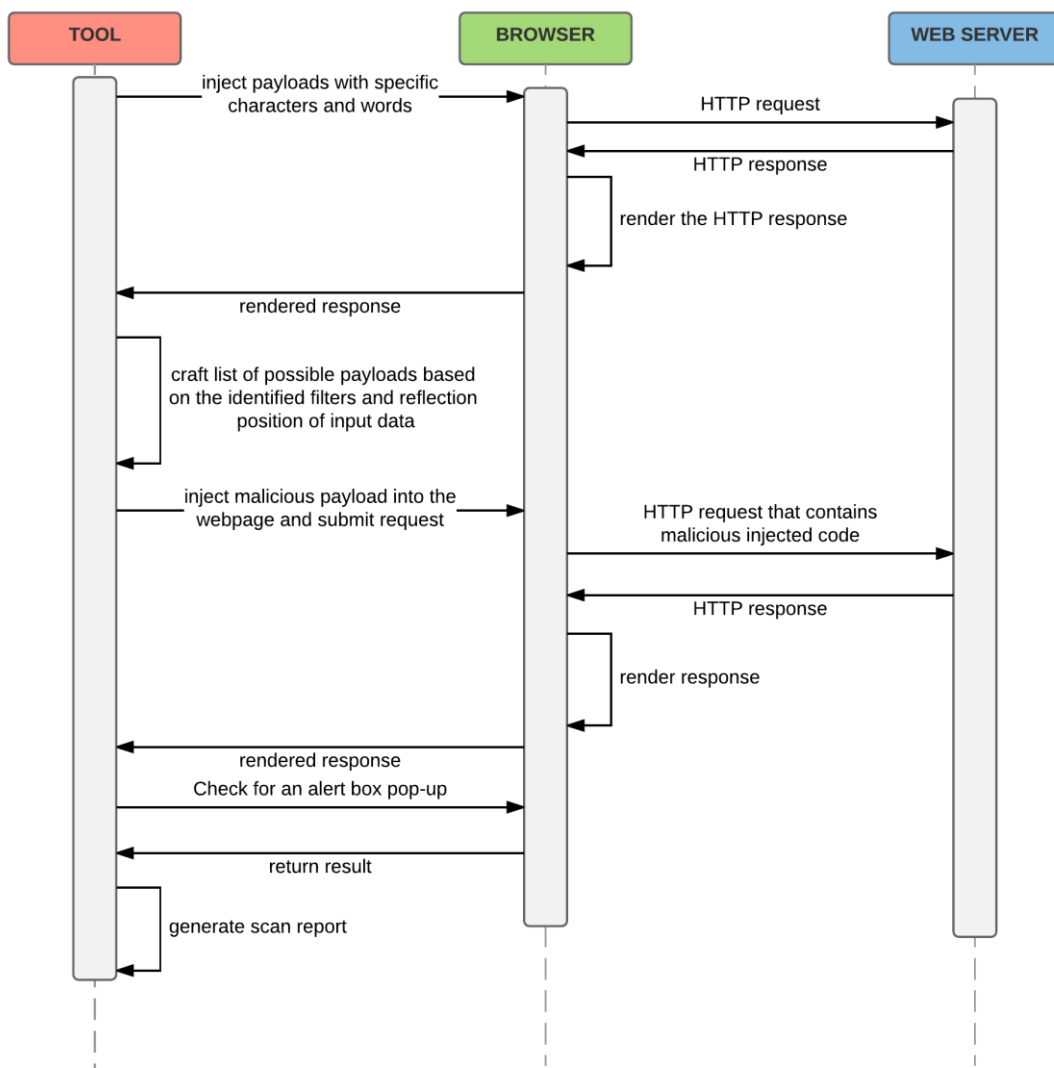 TOOL
BROWSER
WEB SERVER
inject payloads with specific
characters and words
HTTP request
HTTP response
render the HTTP response
rendered response
craft list of possible payloads based
on the identified filters and reflection
position of input data
inject malicious payload into the
webpage and submit request
HTTP request that contains
malicious injected code
HTTP response
render response
rendered response
Check for an alert box pop-up
return result
generate scan report